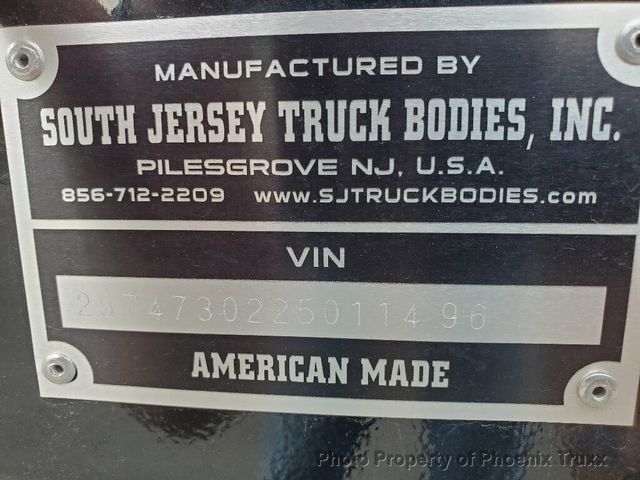 MANUFACTURED BY
SOUTH JERSEY TRUCK BODIES, INC.
PILESGROVE NJ, U.S.A.
856-712-2209 www.SJTRUCKBODIES.com
VIN
AMERICAN MADE
Photo Property of Phoenix Truxx